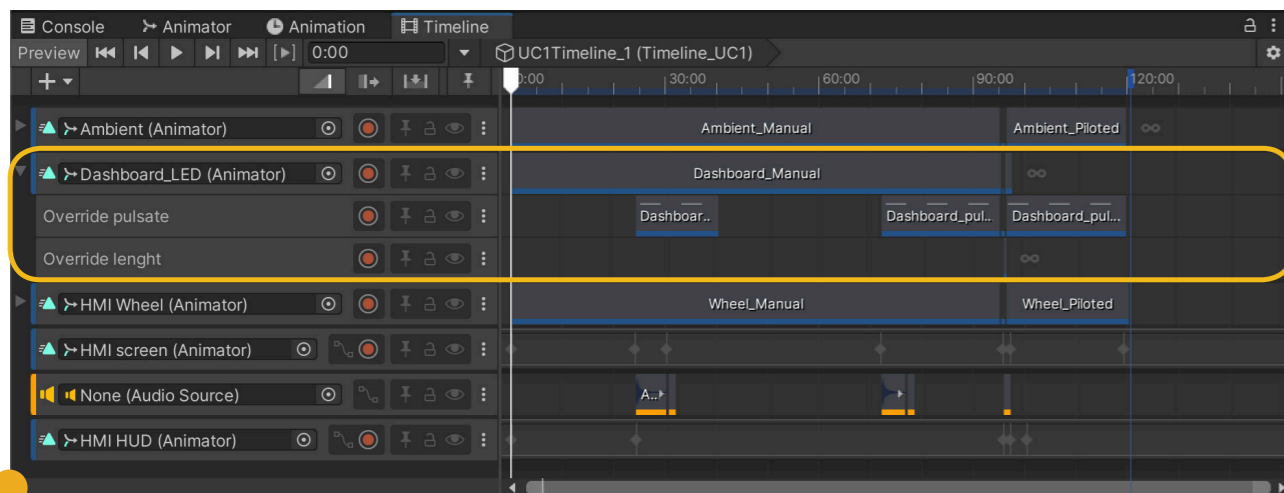 Console Animator Animation Timeline
Preview 0:00 UC1Timeline_1 (Timeline_UC1)
0:00 30:00 60:00 90:00 120:00
Ambient (Animator) Ambient_Manual Ambient_Piloted
Dashboard_LED (Animator) Dashboard_Manual
Override pulsate Dashboar.. Dashboard_pul.. Dashboard_pul...
Override lenght
HMI Wheel (Animator) Wheel_Manual Wheel_Piloted
HMI screen (Animator)
None (Audio Source) A..
HMI HUD (Animator)